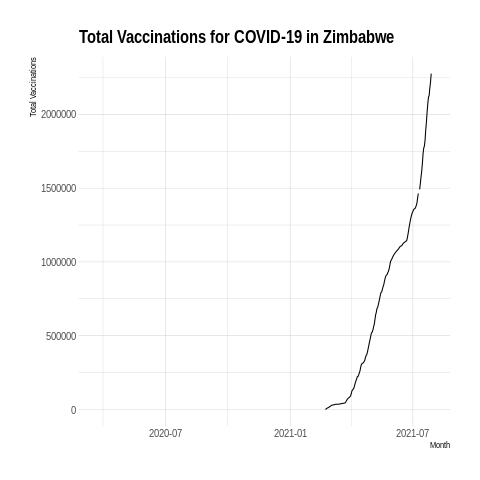 Total Vaccinations for COVID-19 in Zimbabwe
Total Vaccinations
2000000
1500000
1000000
500000
0
2020-07 2021-01 2021-07
Month